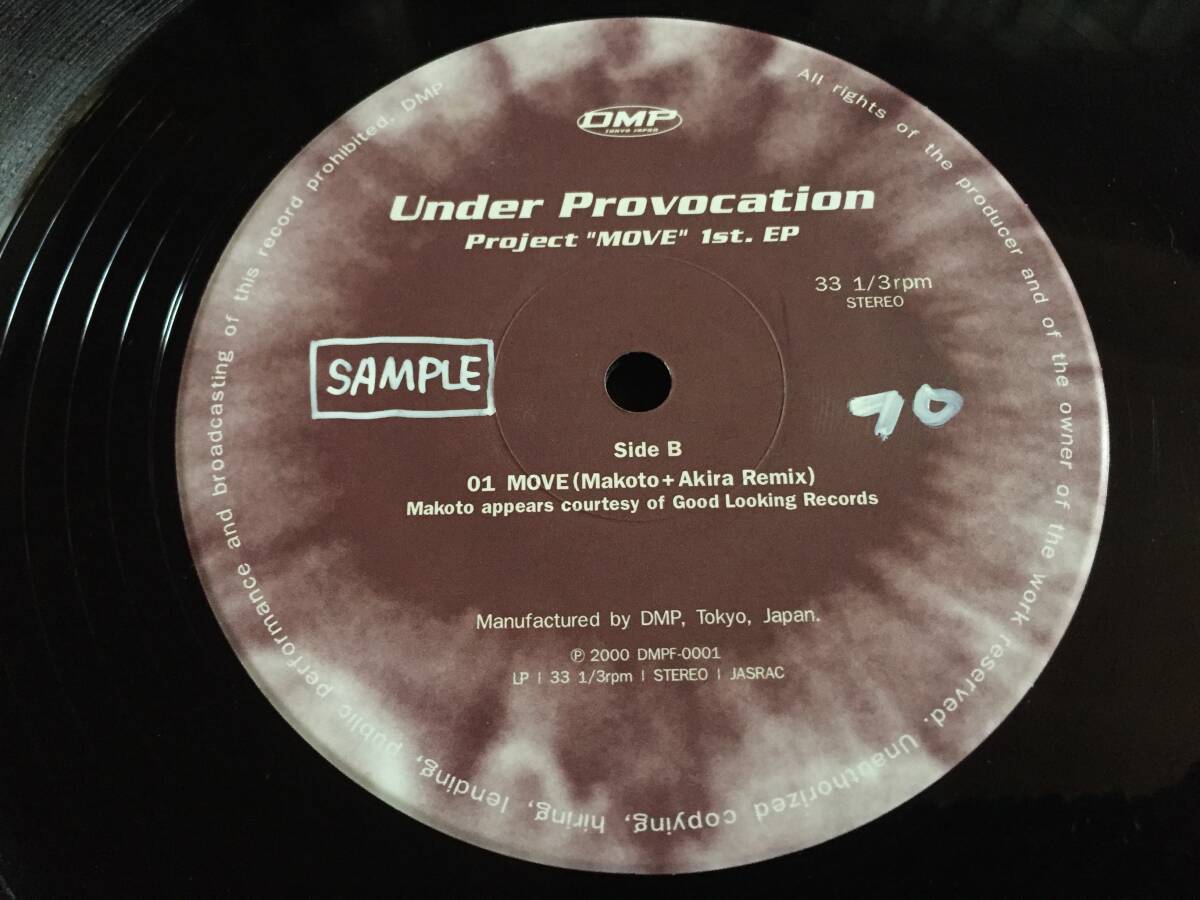 DMP
TOKYO JAPAN
Under Provocation
Project "MOVE" 1st. EP
33 1/3rpm
STEREO
SAMPLE
70
Side B
01 MOVE (Makoto+Akira Remix)
Makoto appears courtesy of Good Looking Records
Manufactured by DMP, Tokyo, Japan.
℗ 2000 DMPF-0001
LP | 33 1/3rpm | STEREO | JASRAC
All rights of the producer and of the owner of the work reserved. Unauthorized copying, hiring, lending, public performance and broadcasting of this record prohibited. DMP